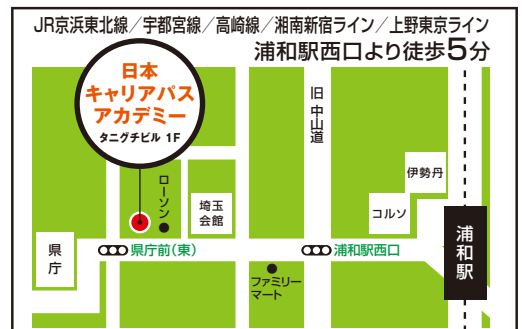 JR京浜東北線／宇都宮線／高崎線／湘南新宿ライン／上野東京ライン
浦和駅西口より徒歩5分
日本
キャリアパス
アカデミー
タニグチビル 1F
旧中山道
伊勢丹
ローソン
埼玉
会館
コルソ
浦和駅
県庁
県庁前(東)
浦和駅西口
ファミリー
マート